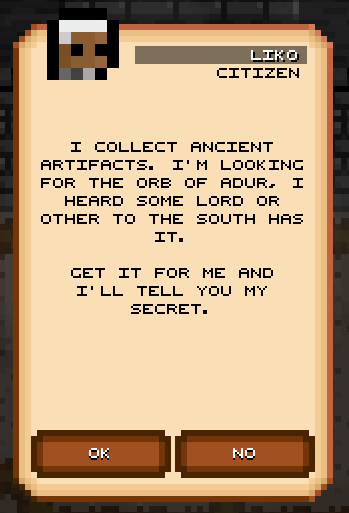 LIKO
CITIZEN
I COLLECT ANCIENT
ARTIFACTS. I'M LOOKING
FOR THE ORB OF ADUR, I
HEARD SOME LORD OR
OTHER TO THE SOUTH HAS
IT.
GET IT FOR ME AND
I'LL TELL YOU MY
SECRET.
OK
NO